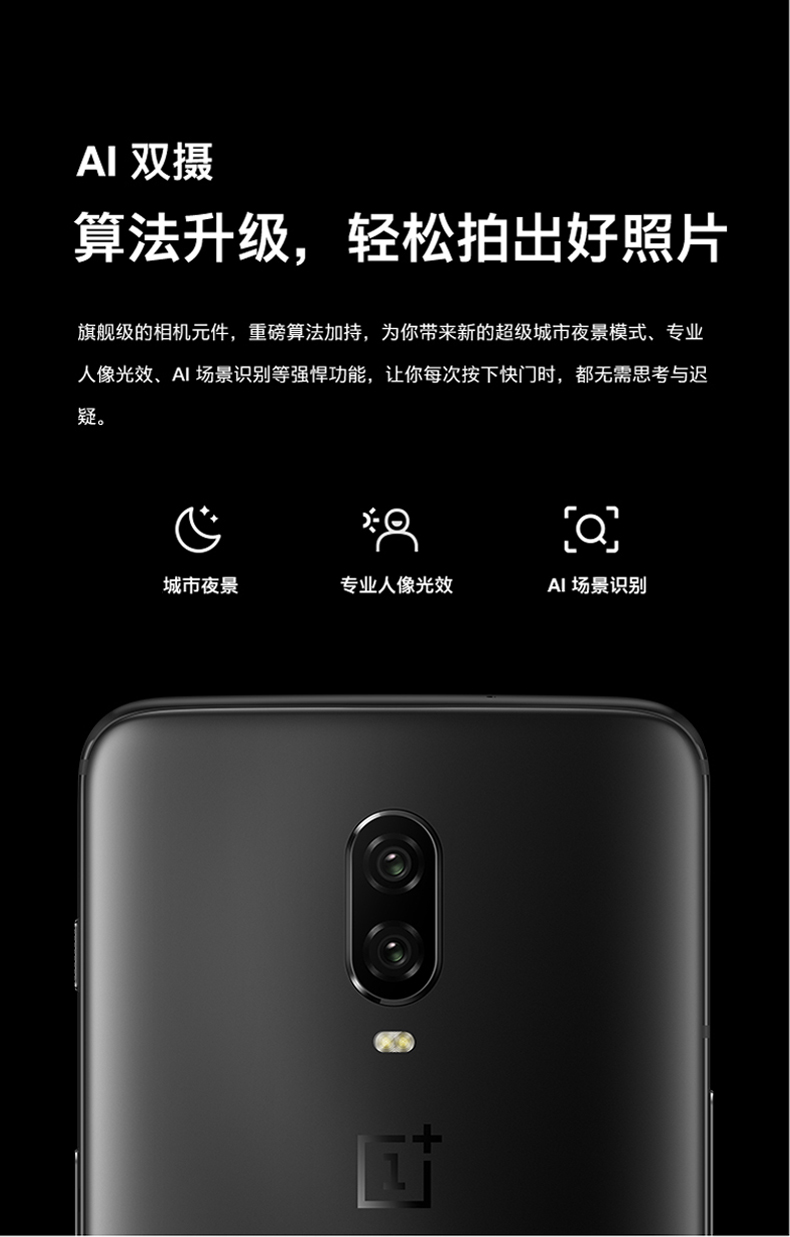 AI 双摄
算法升级，轻松拍出好照片
旗舰级的相机元件，重磅算法加持，为你带来新的超级城市夜景模式、专业
人像光效、AI 场景识别等强悍功能，让你每次按下快门时，都无需思考与迟
疑。
城市夜景
专业人像光效
AI 场景识别
1+